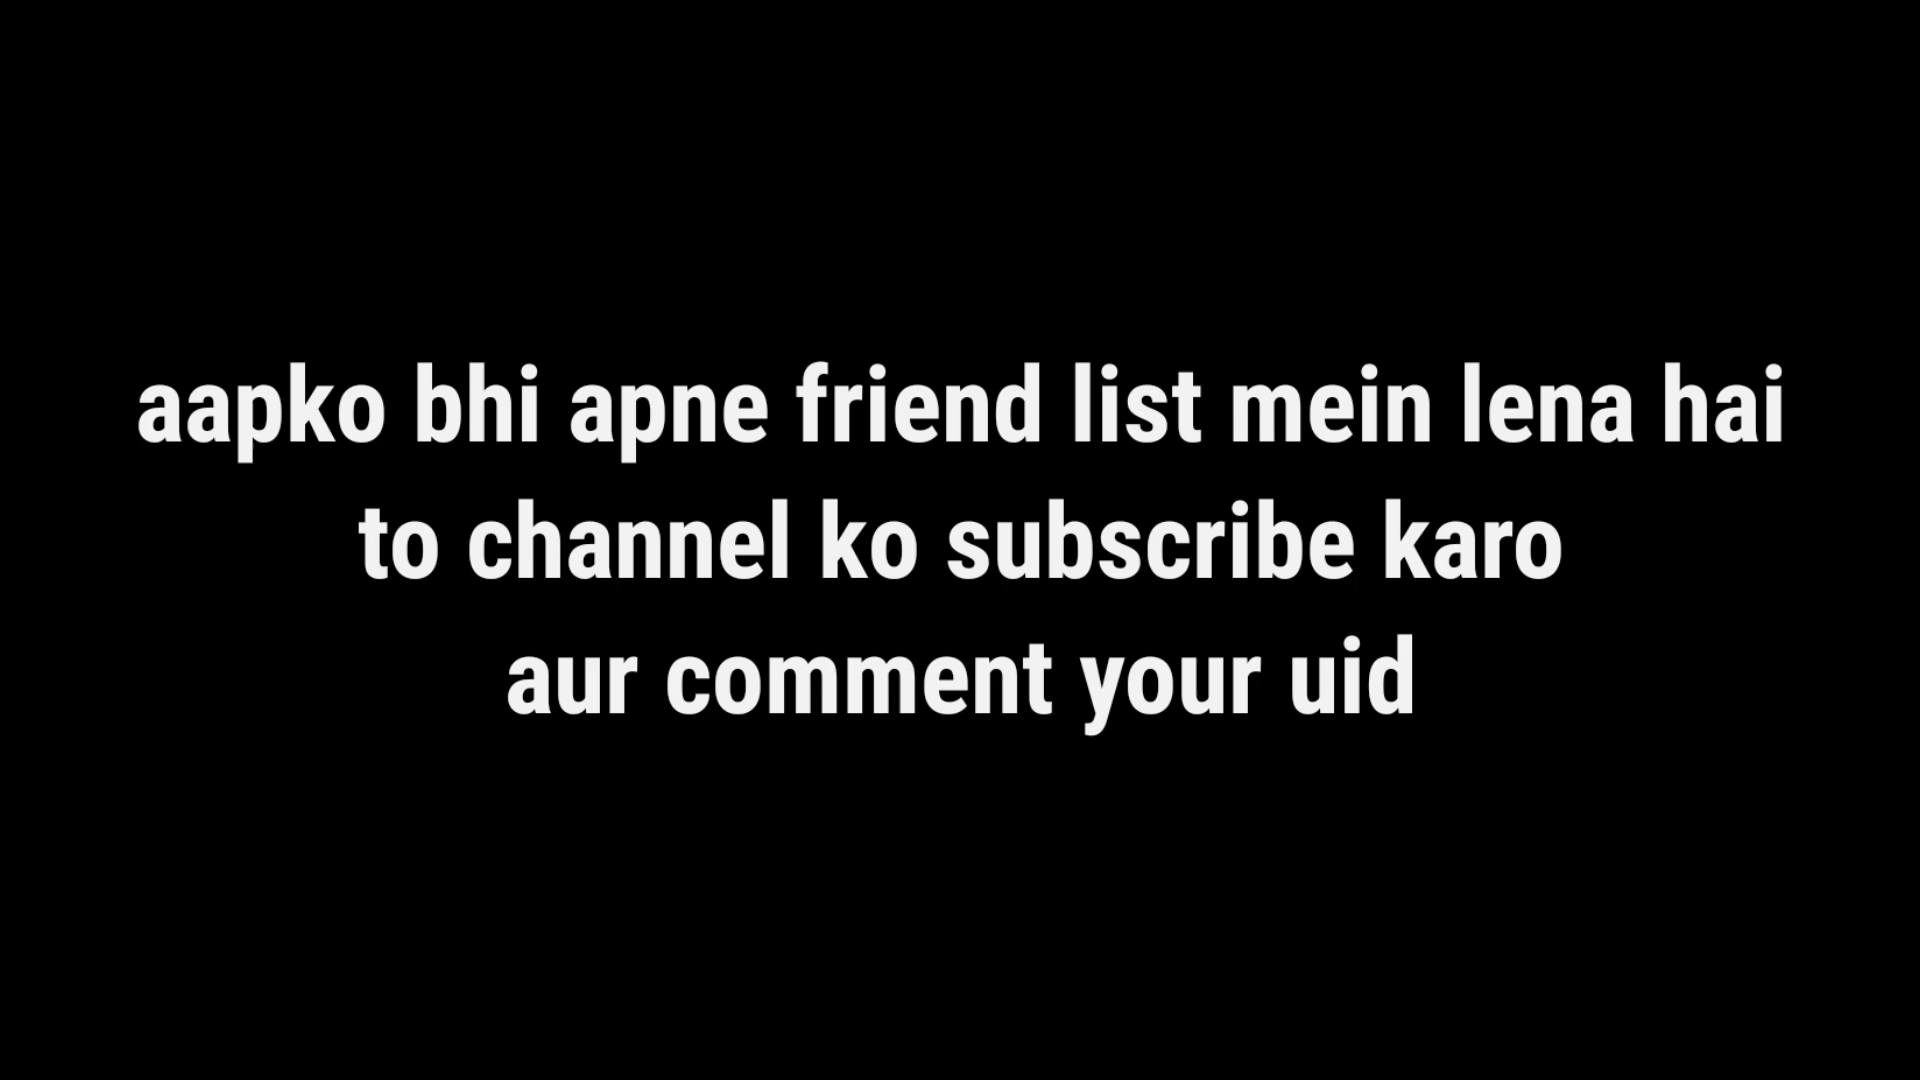 aapko bhi apne friend list mein lena hai
to channel ko subscribe karo
aur comment your uid